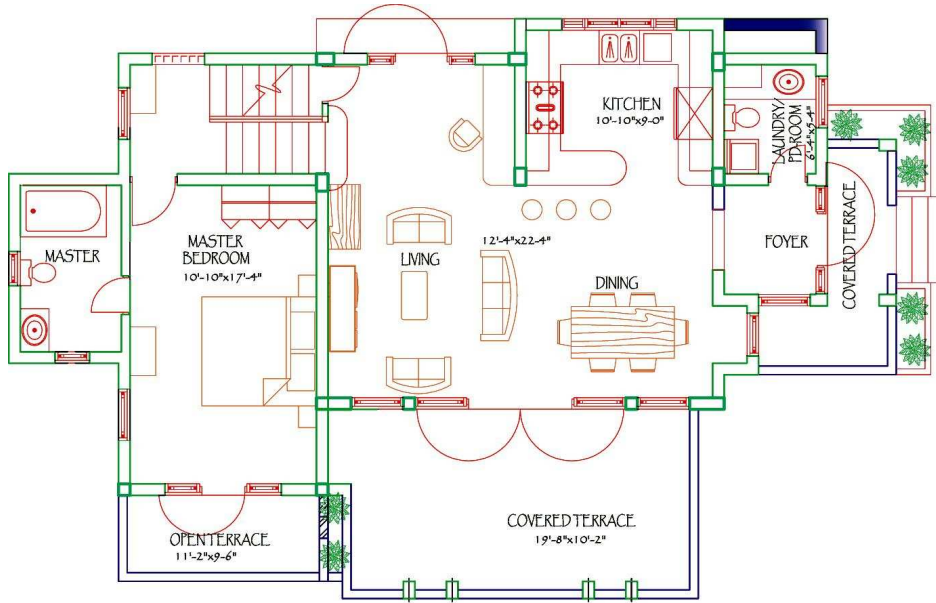 KITCHEN
10'-10"x9-0"
LAUNDRY/
PD.ROOM
6'-4"x5-4"
MASTER
MASTER
BEDROOM
10'-10"x17'-4"
LIVING
12'-4"x22-4"
DINING
FOYER
COVERED TERRACE
OPEN TERRACE
11'-2"x9-6"
COVERED TERRACE
19'-8"x10'-2"